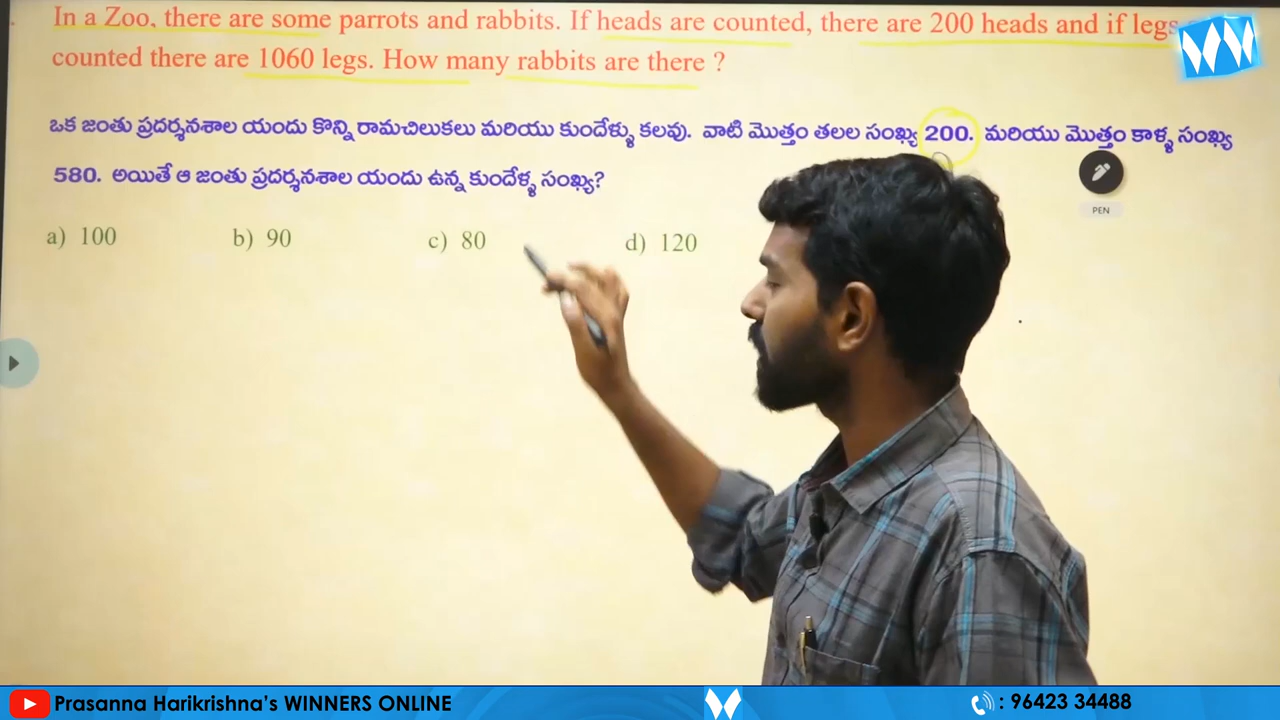 In a Zoo, there are some parrots and rabbits. If heads are counted, there are 200 heads and if legs
counted there are 1060 legs. How many rabbits are there ?
ఒక జంతు ప్రదర్శనశాల యందు కొన్ని రామచిలుకలు మరియు కుందేళ్ళు కలవు. వాటి మొత్తం తలల సంఖ్య 200. మరియు మొత్తం కాళ్ళ సంఖ్య
580. అయితే ఆ జంతు ప్రదర్శనశాల యందు ఉన్న కుందేళ్ళ సంఖ్య?
PEN
a) 100 b) 90 c) 80 d) 120
Prasanna Harikrishna's WINNERS ONLINE : 96423 34488